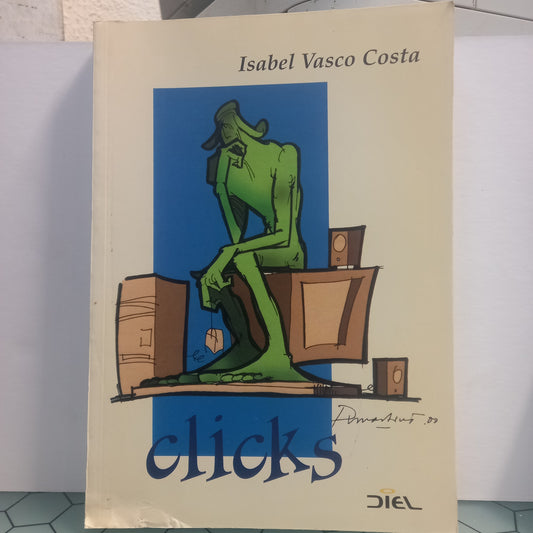 Isabel Vasco Costa
clicks
DIEL